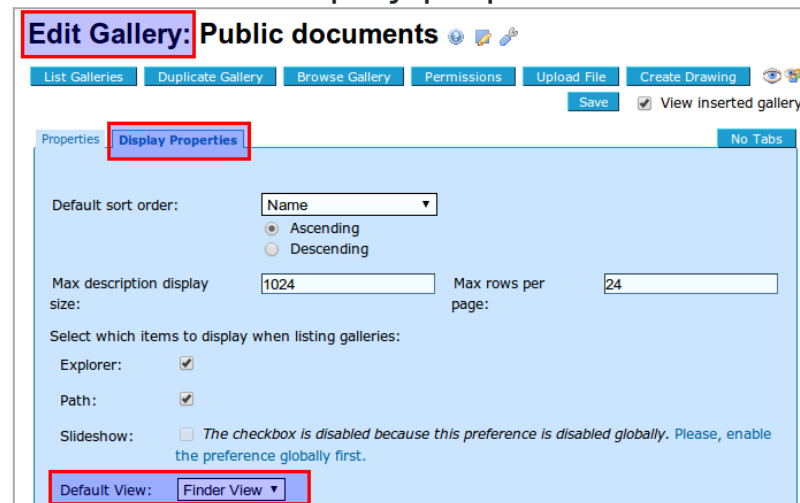 Edit Gallery: Public documents
List Galleries Duplicate Gallery Browse Gallery Permissions Upload File Create Drawing
Save View inserted gallery
Properties Display Properties No Tabs
Default sort order: Name
Ascending
Descending
Max description display size: 1024 Max rows per page: 24
Select which items to display when listing galleries:
Explorer:
Path:
Slideshow: The checkbox is disabled because this preference is disabled globally. Please, enable
the preference globally first.
Default View: Finder View